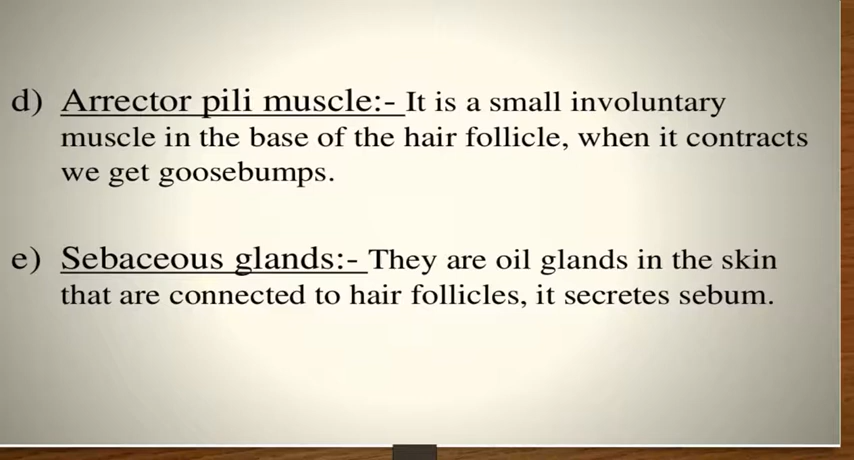 d) Arrector pili muscle:- It is a small involuntary
muscle in the base of the hair follicle, when it contracts
we get goosebumps.
e) Sebaceous glands:- They are oil glands in the skin
that are connected to hair follicles, it secretes sebum.